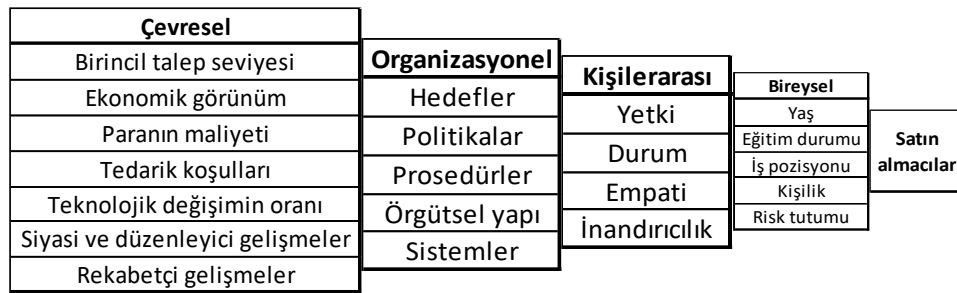 Çevresel
Birincil talep seviyesi
Ekonomik görünüm
Paranın maliyeti
Tedarik koşulları
Teknolojik değişimin oranı
Siyasi ve düzenleyici gelişmeler
Rekabetçi gelişmeler
Organizasyonel
Hedefler
Politikalar
Prosedürler
Örgütsel yapı
Sistemler
Kişilerarası
Yetki
Durum
Empati
İnandırıcılık
Bireysel
Yaş
Eğitim durumu
İş pozisyonu
Kişilik
Risk tutumu
Satın
almacılar